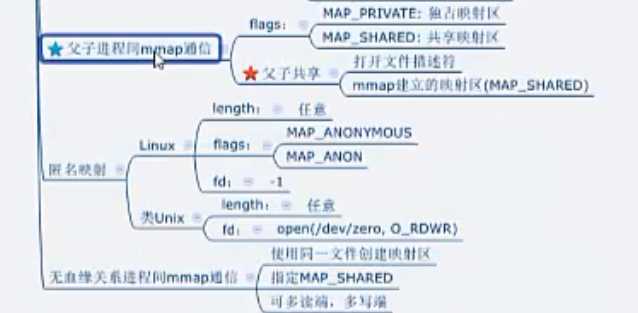 flags:
MAP_PRIVATE: 独占映射区
MAP_SHARED: 共享映射区
父子进程间mmap通信
父子共享
打开文件描述符
mmap建立的映射区(MAP_SHARED)
匿名映射
Linux
length: 任意
flags:
MAP_ANONYMOUS
MAP_ANON
fd: -1
类Unix
length: 任意
fd: open(/dev/zero, O_RDWR)
无血缘关系进程间mmap通信
使用同一文件创建映射区
指定MAP_SHARED
可多读端，多写端